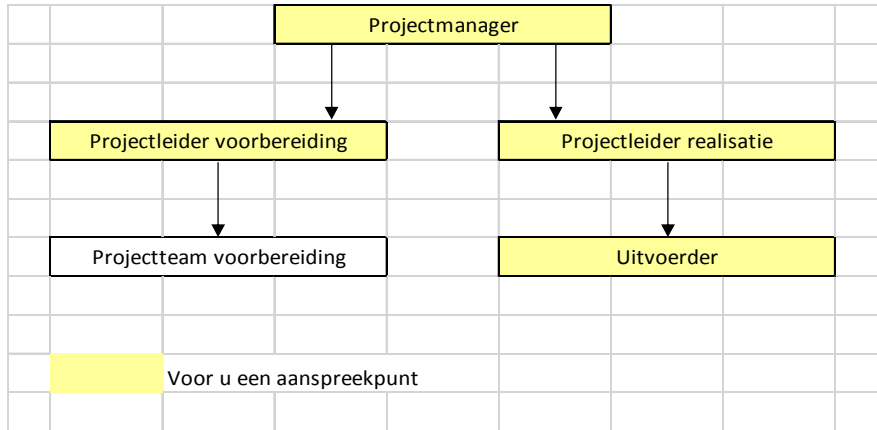 Projectmanager
Projectleider voorbereiding
Projectleider realisatie
Projectteam voorbereiding
Uitvoerder
Voor u een aanspreekpunt